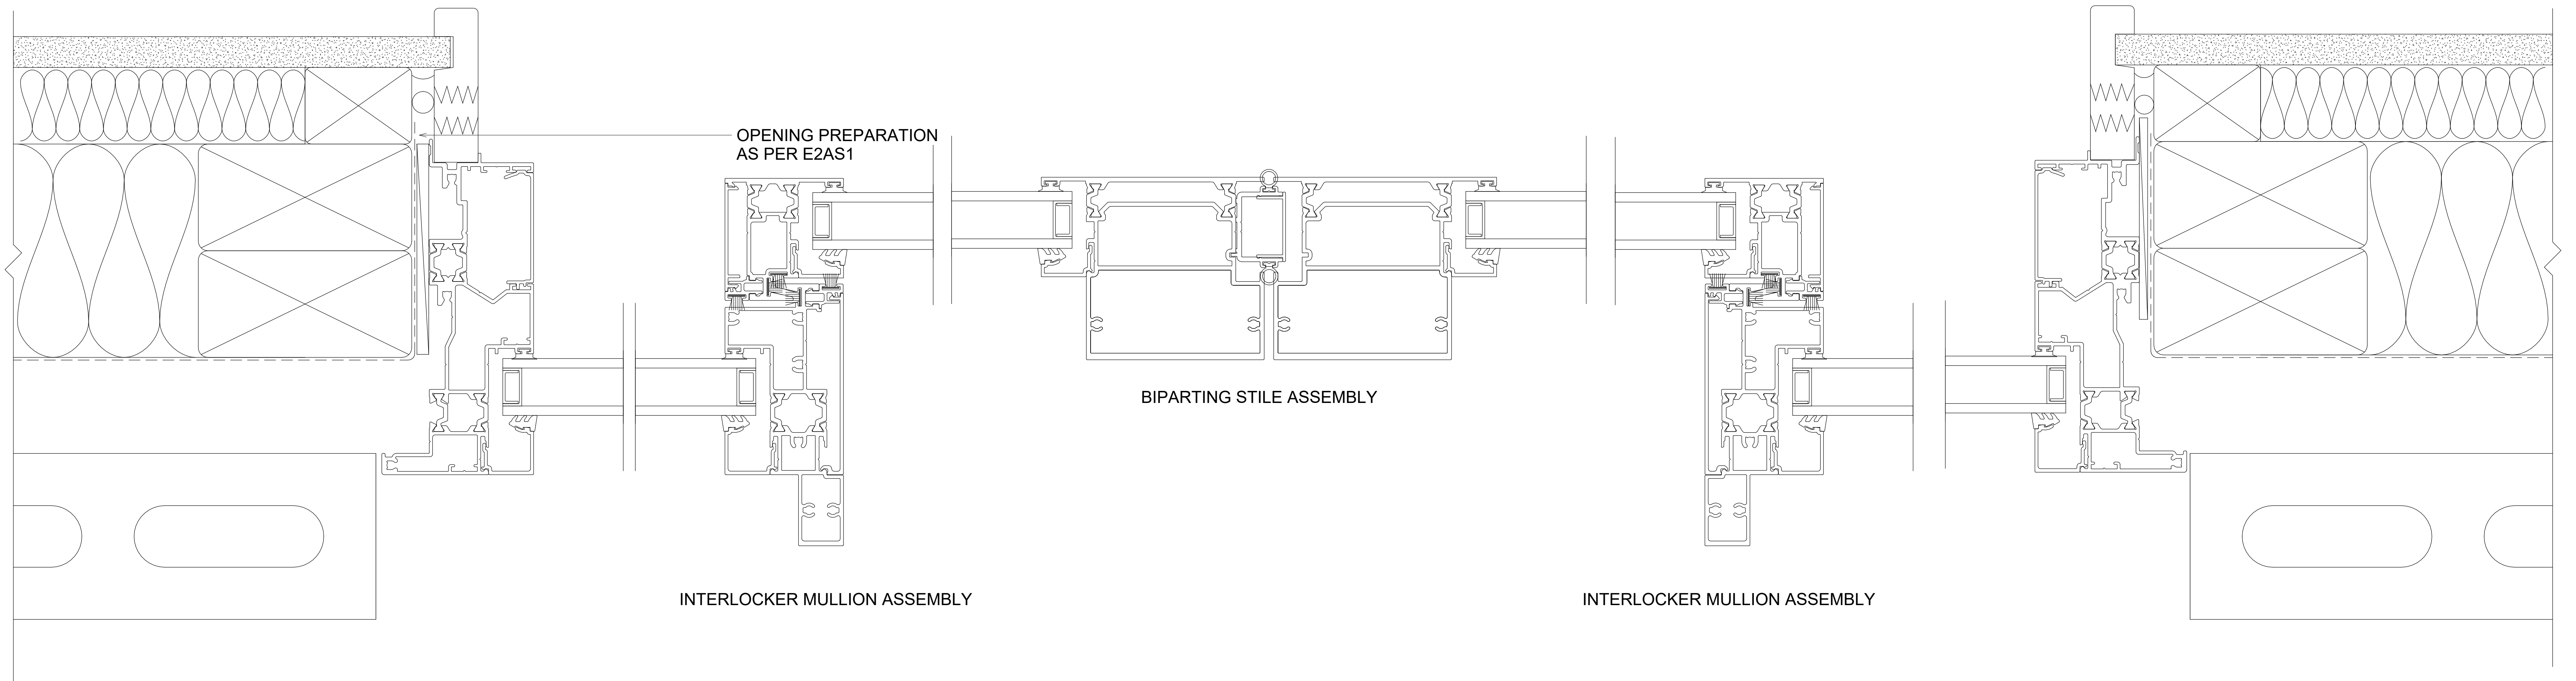 OPENING PREPARATION
AS PER E2AS1
BIPARTING STILE ASSEMBLY
INTERLOCKER MULLION ASSEMBLY
INTERLOCKER MULLION ASSEMBLY